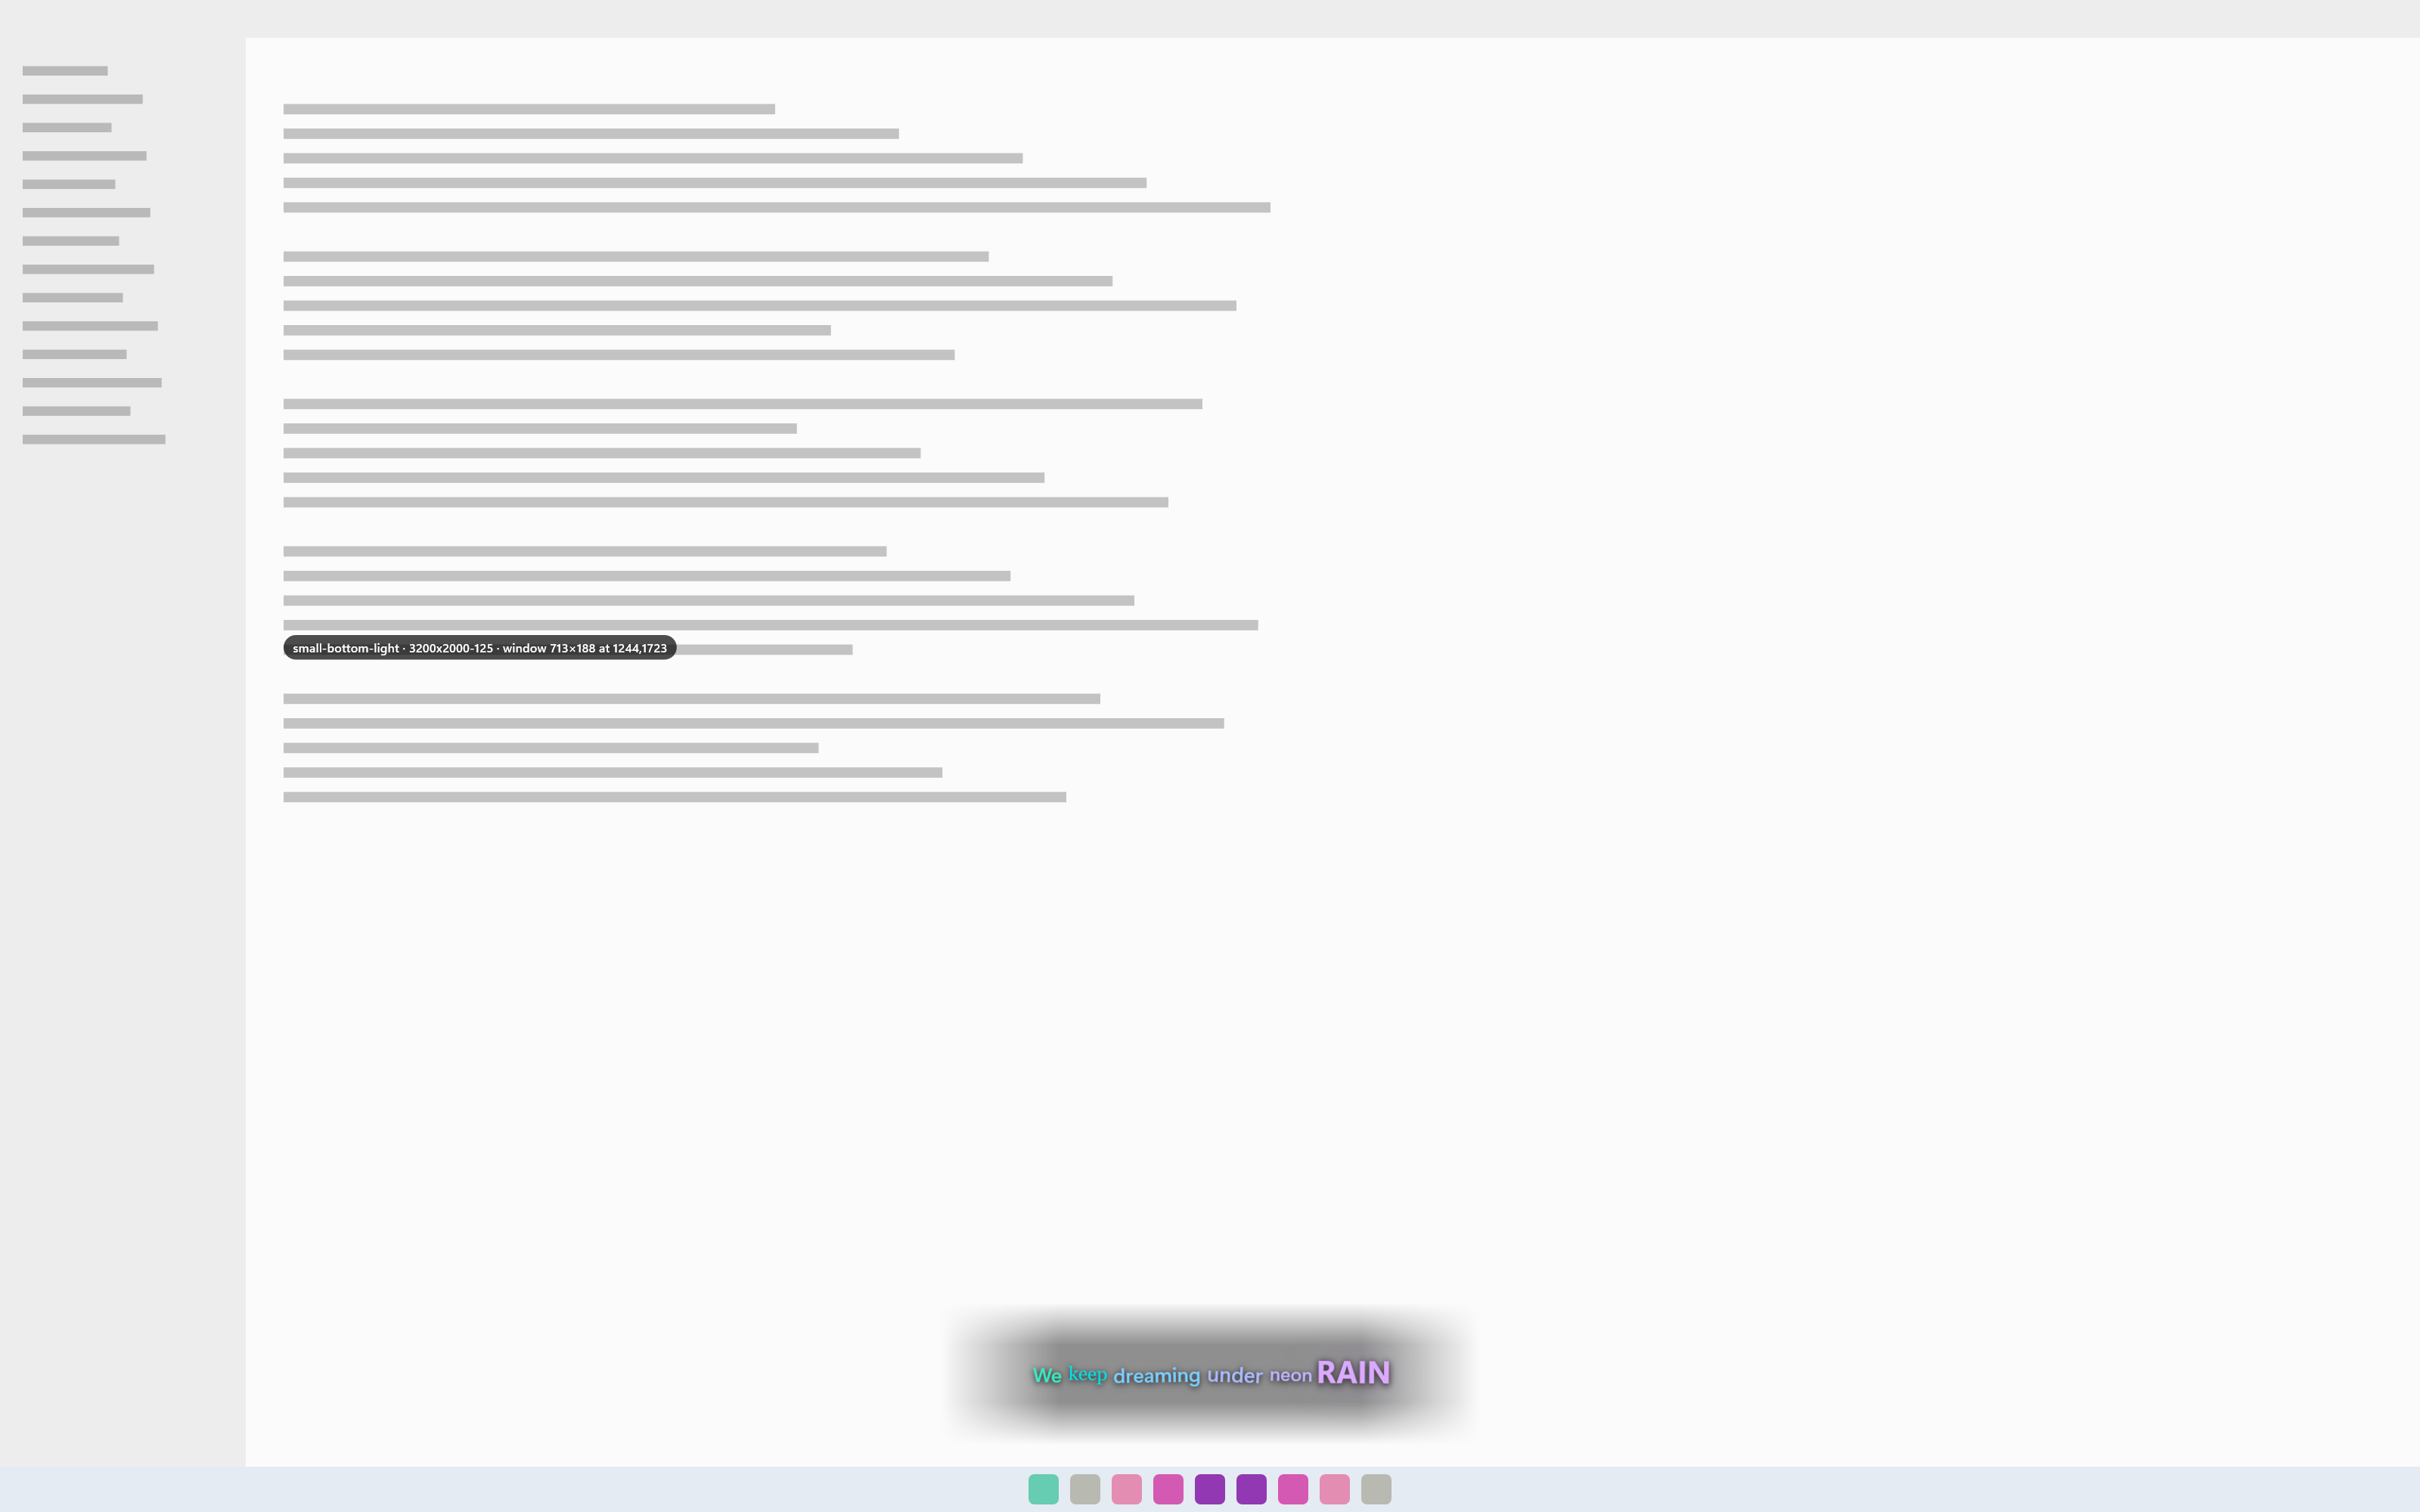 small-bottom-light · 3200x2000-125 · window 713×188 at 1244,1723
We keep dreaming under neon RAIN